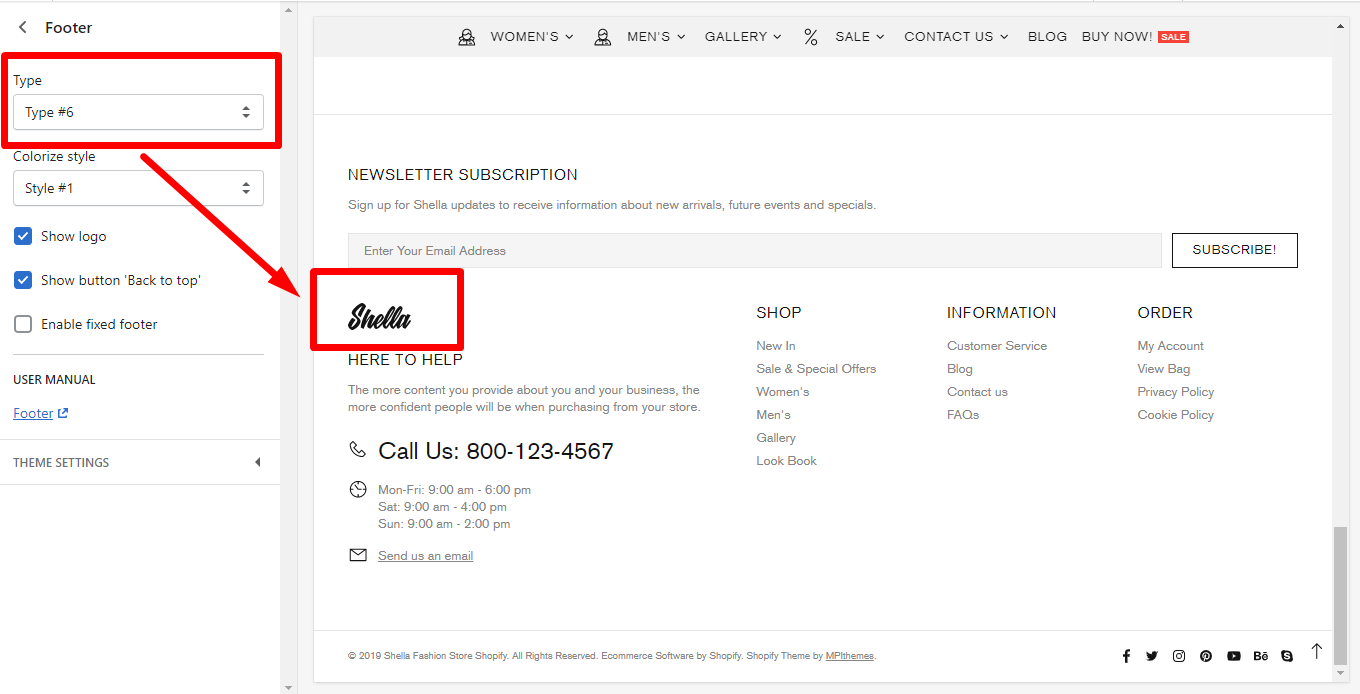 Footer
Type
Type #6
Colorize style
Style #1
Show logo
Show button 'Back to top'
Enable fixed footer
USER MANUAL
Footer
THEME SETTINGS
WOMEN'S MEN'S GALLERY SALE CONTACT US BLOG BUY NOW! SALE
NEWSLETTER SUBSCRIPTION
Sign up for Shella updates to receive information about new arrivals, future events and specials.
Enter Your Email Address
SUBSCRIBE!
Shella
HERE TO HELP
The more content you provide about you and your business, the
more confident people will be when purchasing from your store.
Call Us: 800-123-4567
Mon-Fri: 9:00 am - 6:00 pm
Sat: 9:00 am - 4:00 pm
Sun: 9:00 am - 2:00 pm
Send us an email
SHOP
New In
Sale & Special Offers
Women's
Men's
Gallery
Look Book
INFORMATION
Customer Service
Blog
Contact us
FAQs
ORDER
My Account
View Bag
Privacy Policy
Cookie Policy
© 2019 Shella Fashion Store Shopify. All Rights Reserved. Ecommerce Software by Shopify. Shopify Theme by MPIthemes.
Bē